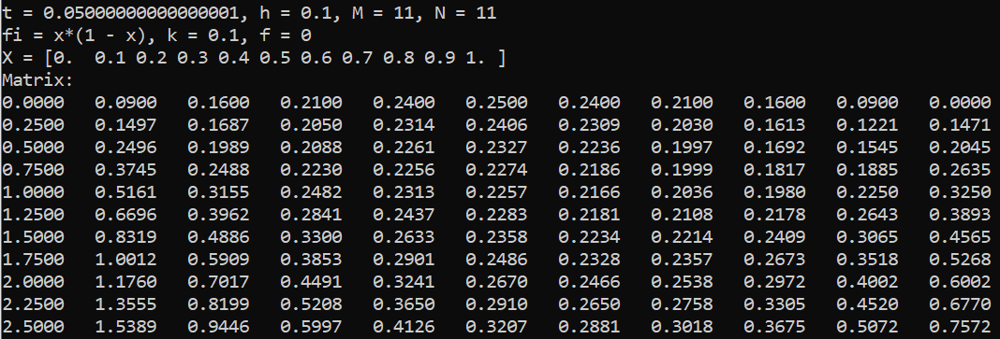 t = 0.05000000000000001, h = 0.1, M = 11, N = 11
fi = x*(1 - x), k = 0.1, f = 0
X = [0.  0.1 0.2 0.3 0.4 0.5 0.6 0.7 0.8 0.9 1. ]
Matrix:
0.0000   0.0900   0.1600   0.2100   0.2400   0.2500   0.2400   0.2100   0.1600   0.0900   0.0000
0.2500   0.1497   0.1687   0.2050   0.2314   0.2406   0.2309   0.2030   0.1613   0.1221   0.1471
0.5000   0.2496   0.1989   0.2088   0.2261   0.2327   0.2236   0.1997   0.1692   0.1545   0.2045
0.7500   0.3745   0.2488   0.2230   0.2256   0.2274   0.2186   0.1999   0.1817   0.1885   0.2635
1.0000   0.5161   0.3155   0.2482   0.2313   0.2257   0.2166   0.2036   0.1980   0.2250   0.3250
1.2500   0.6696   0.3962   0.2841   0.2437   0.2283   0.2181   0.2108   0.2178   0.2643   0.3893
1.5000   0.8319   0.4886   0.3300   0.2633   0.2358   0.2234   0.2214   0.2409   0.3065   0.4565
1.7500   1.0012   0.5909   0.3853   0.2901   0.2486   0.2328   0.2357   0.2673   0.3518   0.5268
2.0000   1.1760   0.7017   0.4491   0.3241   0.2670   0.2466   0.2538   0.2972   0.4002   0.6002
2.2500   1.3555   0.8199   0.5208   0.3650   0.2910   0.2650   0.2758   0.3305   0.4520   0.6770
2.5000   1.5389   0.9446   0.5997   0.4126   0.3207   0.2881   0.3018   0.3675   0.5072   0.7572